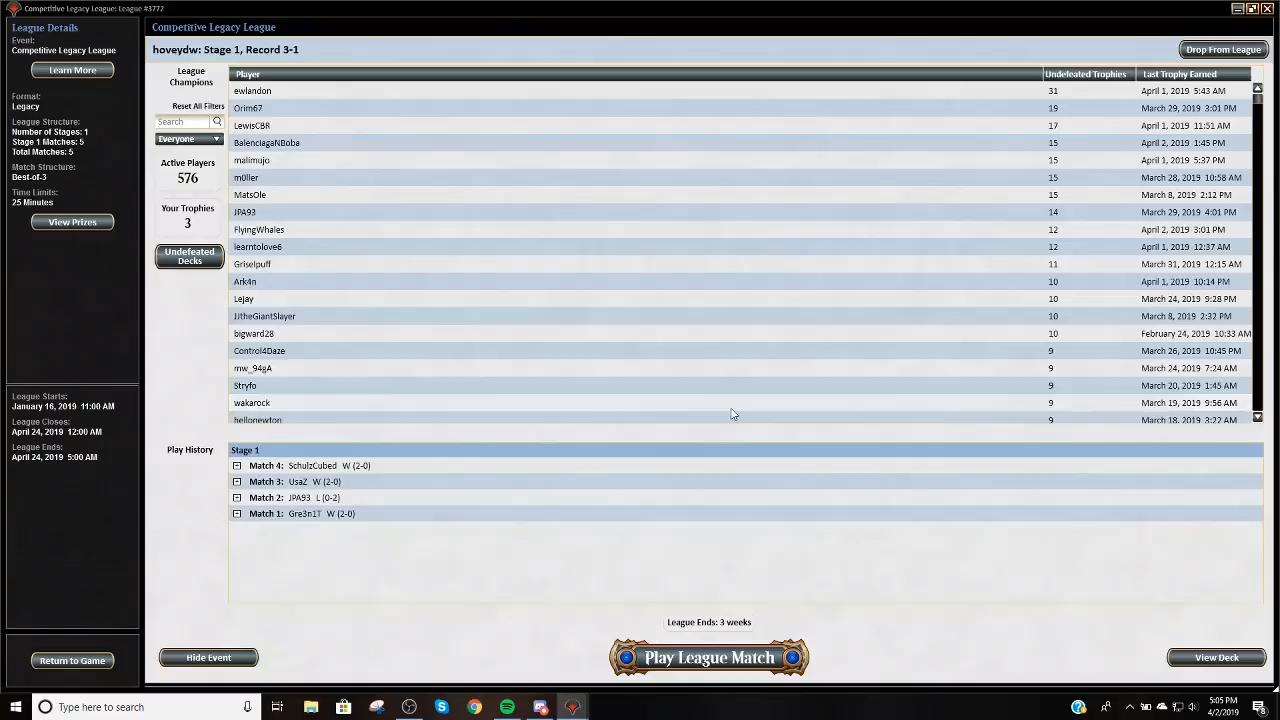 Competitive Legacy League: League #3772
League Details
Event:
Competitive Legacy League
Learn More
Format:
Legacy
League Structure:
Number of Stages: 1
Stage 1 Matches: 5
Total Matches: 5
Match Structure:
Best-of-3
Time Limits:
25 Minutes
View Prizes
League Starts:
January 16, 2019 11:00 AM
League Closes:
April 24, 2019 12:00 AM
League Ends:
April 24, 2019 5:00 AM
Return to Game
Competitive Legacy League
hoveydw: Stage 1, Record 3-1
Drop From League
League
Champions
Reset All Filters
Search
Everyone
Active Players
576
Your Trophies
3
Undefeated
Decks
Player Undefeated Trophies Last Trophy Earned
ewlandon 31 April 1, 2019 5:43 AM
Orim67 19 March 29, 2019 3:01 PM
LewisCBR 17 April 1, 2019 11:51 AM
BalenciagaNBoba 15 April 2, 2019 1:45 PM
malimujo 15 April 1, 2019 5:37 PM
m0ller 15 March 28, 2019 10:58 AM
MatsOle 15 March 8, 2019 2:12 PM
JPA93 14 March 29, 2019 4:01 PM
FlyingWhales 12 April 2, 2019 3:01 PM
learntolove6 12 April 1, 2019 12:37 AM
Griselpuff 11 March 31, 2019 12:15 AM
Ark4n 10 April 1, 2019 10:14 PM
Lejay 10 March 24, 2019 9:28 PM
JJtheGiantSlayer 10 March 8, 2019 2:32 PM
bigward28 10 February 24, 2019 10:33 AM
Control4Daze 9 March 26, 2019 10:45 PM
mw_94gA 9 March 24, 2019 7:24 AM
Stryfo 9 March 20, 2019 1:45 AM
wakarock 9 March 19, 2019 9:56 AM
hellonewton 9 March 18, 2019 3:22 AM
Play History
Stage 1
Match 4: SchulzCubed W (2-0)
Match 3: UsaZ W (2-0)
Match 2: JPA93 L (0-2)
Match 1: Gre3n1T W (2-0)
League Ends: 3 weeks
Hide Event
Play League Match
View Deck
Type here to search
5:05 PM
4/2/2019
8